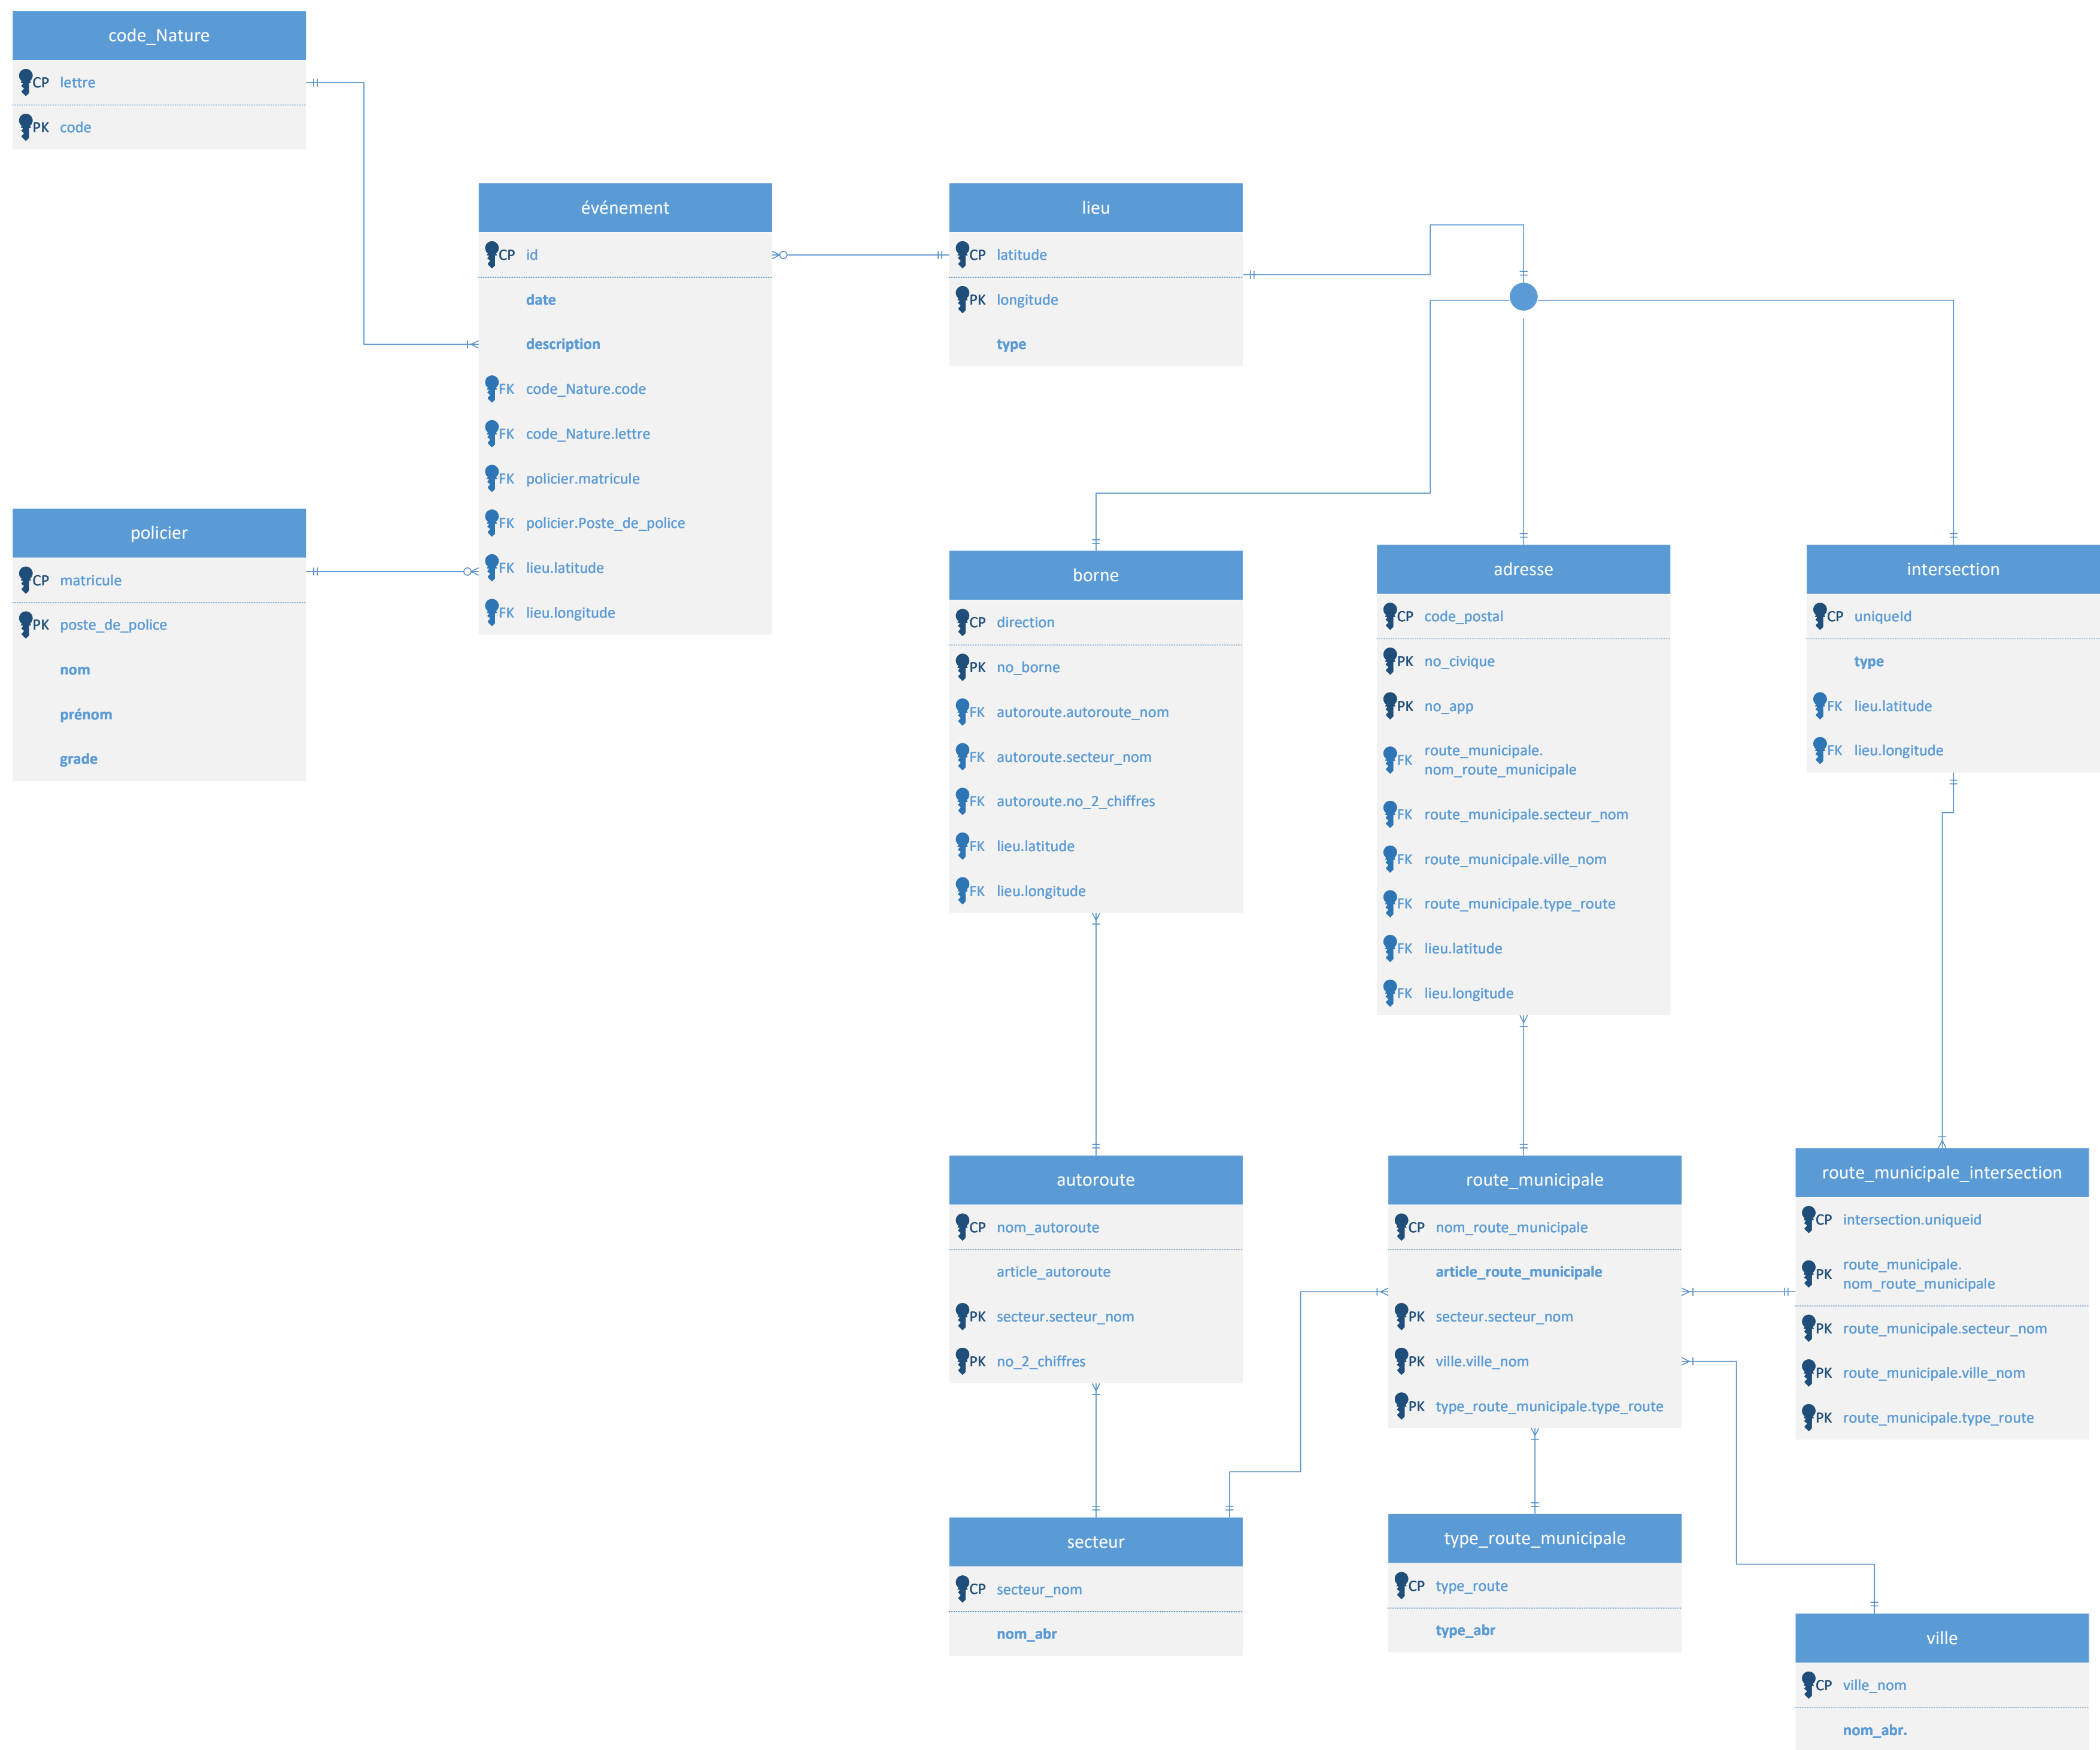 code_Nature
CP lettre
PK code
événement
CP id
date
description
FK code_Nature.code
FK code_Nature.lettre
FK policier.matricule
FK policier.Poste_de_police
FK lieu.latitude
FK lieu.longitude
lieu
CP latitude
PK longitude
type
policier
CP matricule
PK poste_de_police
nom
prénom
grade
borne
CP direction
PK no_borne
FK autoroute.autoroute_nom
FK autoroute.secteur_nom
FK autoroute.no_2_chiffres
FK lieu.latitude
FK lieu.longitude
adresse
CP code_postal
PK no_civique
PK no_app
FK route_municipale.
nom_route_municipale
FK route_municipale.secteur_nom
FK route_municipale.ville_nom
FK route_municipale.type_route
FK lieu.latitude
FK lieu.longitude
intersection
CP uniqueId
type
FK lieu.latitude
FK lieu.longitude
autoroute
CP nom_autoroute
article_autoroute
PK secteur.secteur_nom
PK no_2_chiffres
route_municipale
CP nom_route_municipale
article_route_municipale
PK secteur.secteur_nom
PK ville.ville_nom
PK type_route_municipale.type_route
route_municipale_intersection
CP intersection.uniqueid
PK route_municipale.
nom_route_municipale
PK route_municipale.secteur_nom
PK route_municipale.ville_nom
PK route_municipale.type_route
secteur
CP secteur_nom
nom_abr
type_route_municipale
CP type_route
type_abr
ville
CP ville_nom
nom_abr.